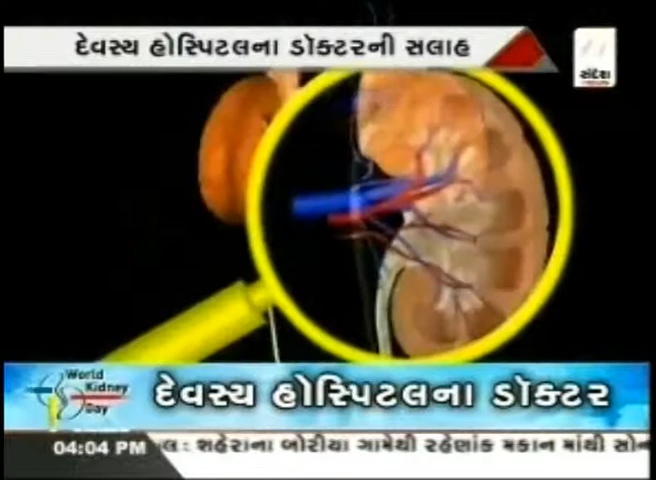 દેવસ્ય હોસ્પિટલના ડૉક્ટરની સલાહ
સંદેશ
World
Kidney
Day
દેવસ્ય હોસ્પિટલના ડૉક્ટર
04:04 PM
લ: શહેરાના બોરીયા ગામેથી રહેણાંક મકાન માંથી સોન